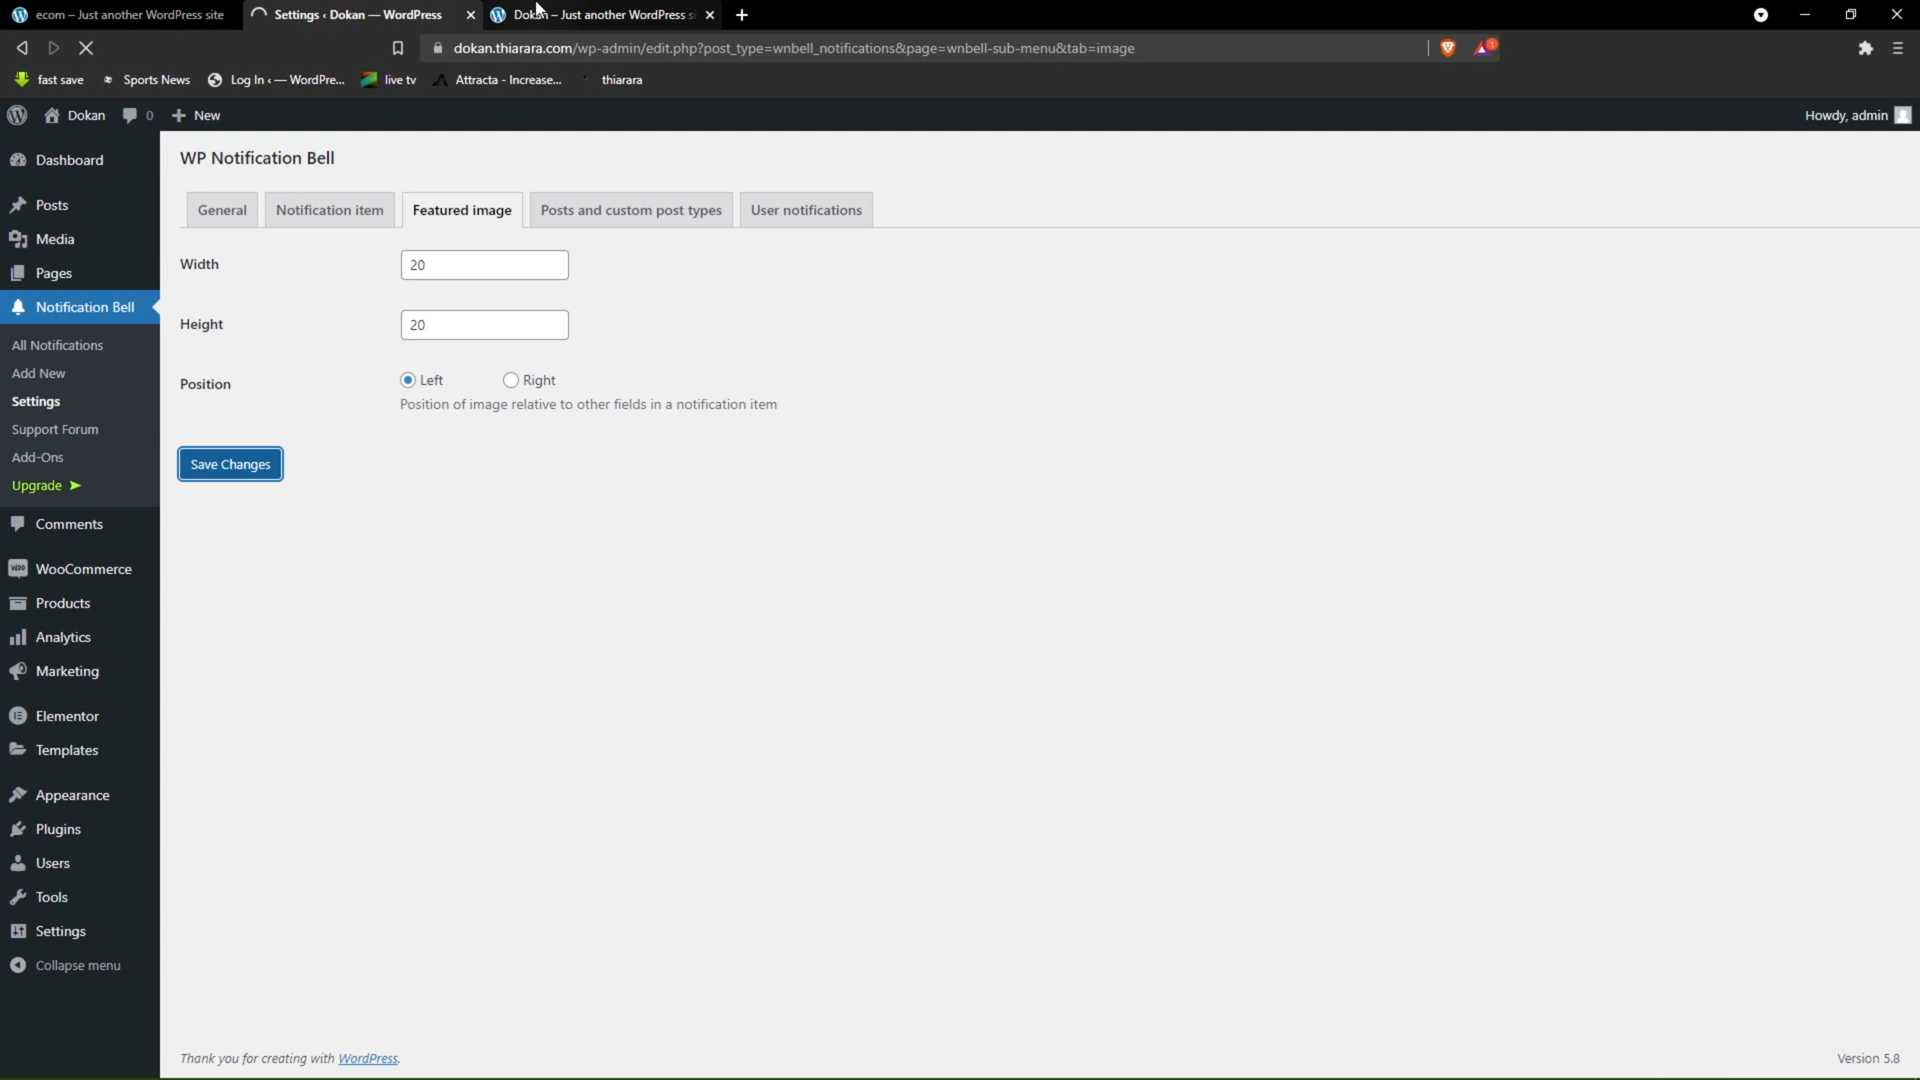 ecom – Just another WordPress site
Settings ‹ Dokan — WordPress
Dokan – Just another WordPress s
dokan.thiarara.com/wp-admin/edit.php?post_type=wnbell_notifications&page=wnbell-sub-menu&tab=image
1
fast save
Sports News
Log In ‹ — WordPre...
live tv
Attracta - Increase...
thiarara
Dokan
0
New
Howdy, admin
Dashboard
Posts
Media
Pages
Notification Bell
All Notifications
Add New
Settings
Support Forum
Add-Ons
Upgrade ➤
Comments
WooCommerce
Products
Analytics
Marketing
Elementor
Templates
Appearance
Plugins
Users
Tools
Settings
Collapse menu
WP Notification Bell
General
Notification item
Featured image
Posts and custom post types
User notifications
Width
20
Height
20
Position
Left
Right
Position of image relative to other fields in a notification item
Save Changes
Thank you for creating with WordPress.
Version 5.8